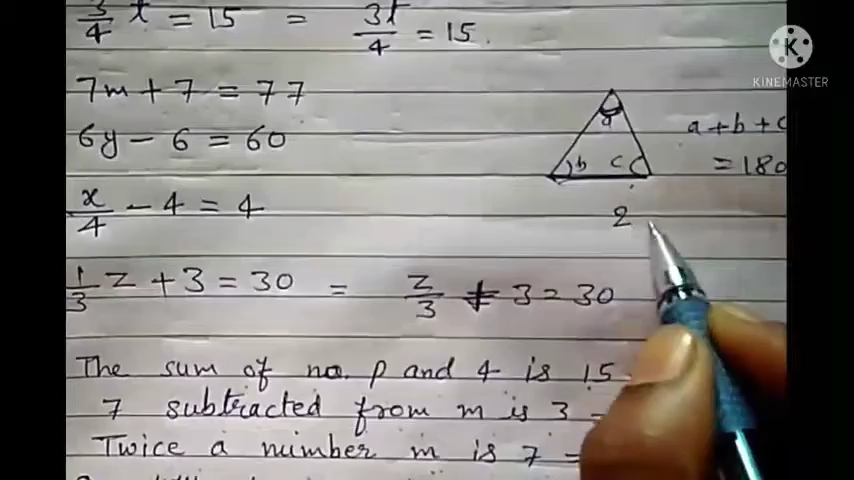 3/4 t = 15 = 3t/4 = 15.
7m + 7 = 77
6y - 6 = 60
x/4 - 4 = 4
1/3 z + 3 = 30 = z/3 + 3 = 30
a
b c
a + b + c
= 180
2
The sum of no. p and 4 is 15
7 subtracted from m is 3 -
Twice a number m is 7 =
K
KINEMASTER